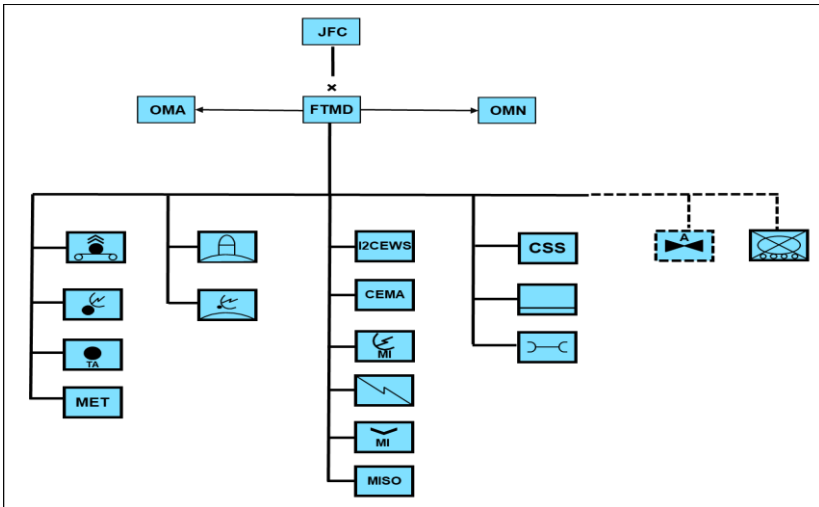 JFC
×
OMA
FTMD
OMN
I2CEWS
CSS
A
CEMA
MI
TA
MET
MI
MISO